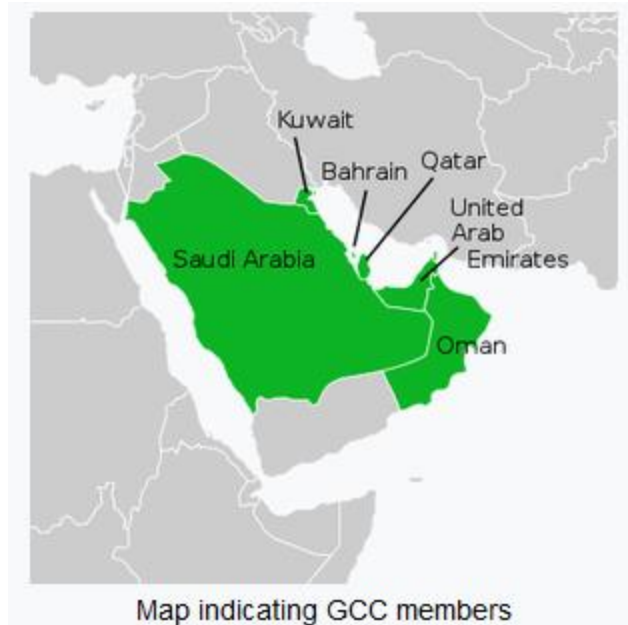 Kuwait
Bahrain
Qatar
United
Arab
Emirates
Saudi Arabia
Oman
Map indicating GCC members